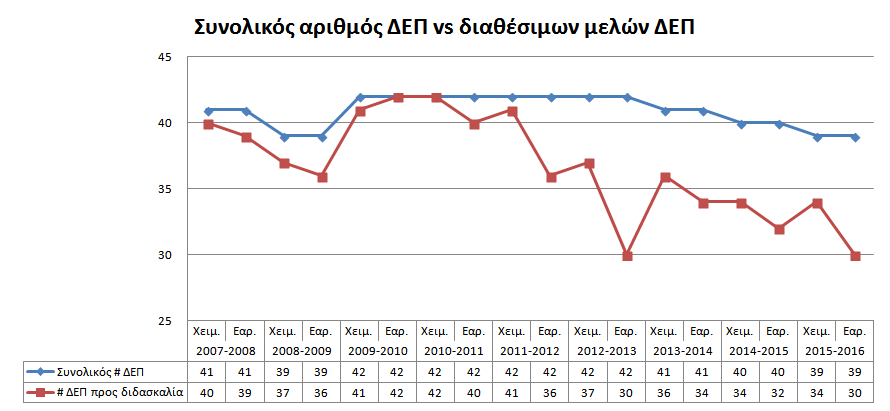 Συνολικός αριθμός ΔΕΠ vs διαθέσιμων μελών ΔΕΠ
45
40
35
30
25
Χειμ. Εαρ. Χειμ. Εαρ. Χειμ. Εαρ. Χειμ. Εαρ. Χειμ. Εαρ. Χειμ. Εαρ. Χειμ. Εαρ. Χειμ. Εαρ. Χειμ. Εαρ.
2007-2008 2008-2009 2009-2010 2010-2011 2011-2012 2012-2013 2013-2014 2014-2015 2015-2016
Συνολικός # ΔΕΠ 41 41 39 39 42 42 42 42 42 42 42 42 41 41 40 40 39 39
# ΔΕΠ προς διδασκαλία 40 39 37 36 41 42 42 40 41 36 37 30 36 34 34 32 34 30